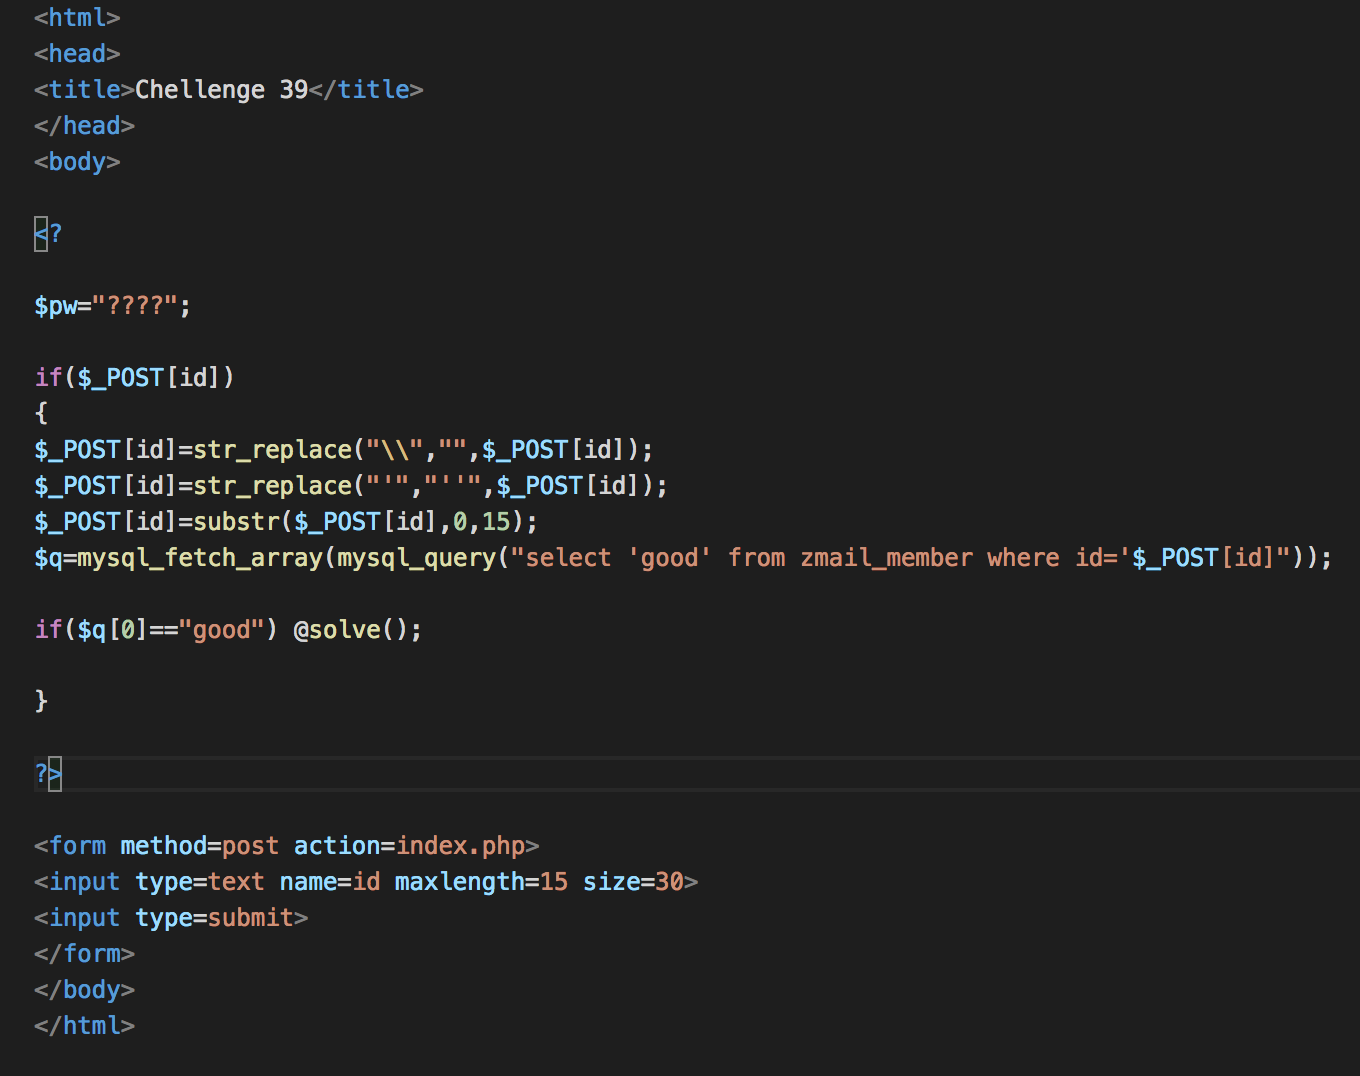 <html>
<head>
<title>Chellenge 39</title>
</head>
<body>
<?
$pw="????";
if($_POST[id])
{
$_POST[id]=str_replace("\\","",$_POST[id]);
$_POST[id]=str_replace("'","''",$_POST[id]);
$_POST[id]=substr($_POST[id],0,15);
$q=mysql_fetch_array(mysql_query("select 'good' from zmail_member where id='$_POST[id]"));
if($q[0]=="good") @solve();
}
?>
<form method=post action=index.php>
<input type=text name=id maxlength=15 size=30>
<input type=submit>
</form>
</body>
</html>